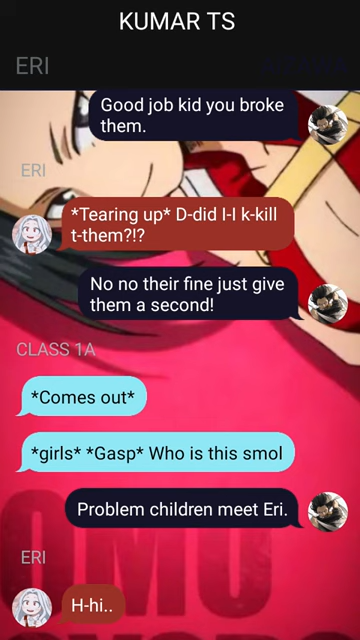 KUMAR TS
ERI
Good job kid you broke
them.
ERI
*Tearing up* D-did I-I k-kill
t-them?!?
No no their fine just give
them a second!
CLASS 1A
*Comes out*
*girls* *Gasp* Who is this smol
Problem children meet Eri.
ERI
H-hi..